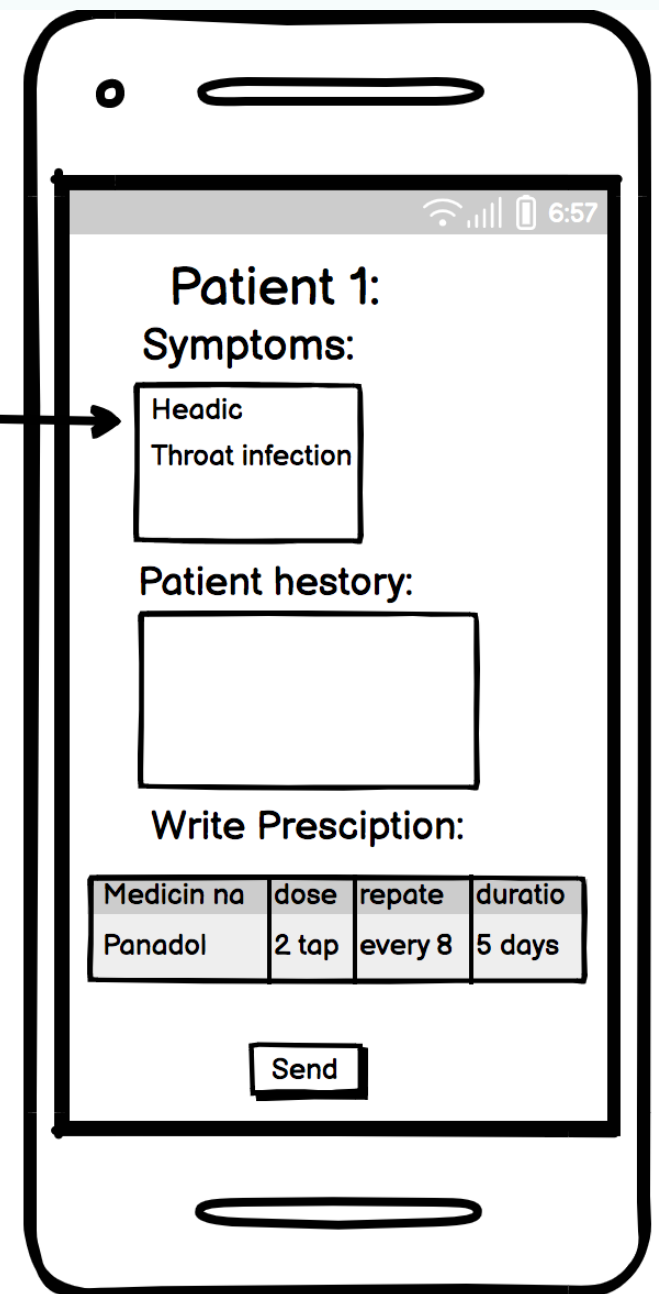 6:57
Patient 1:
Symptoms:
Headic
Throat infection
Patient hestory:
Write Presciption:
Medicin na dose repate duratio
Panadol 2 tap every 8 5 days
Send